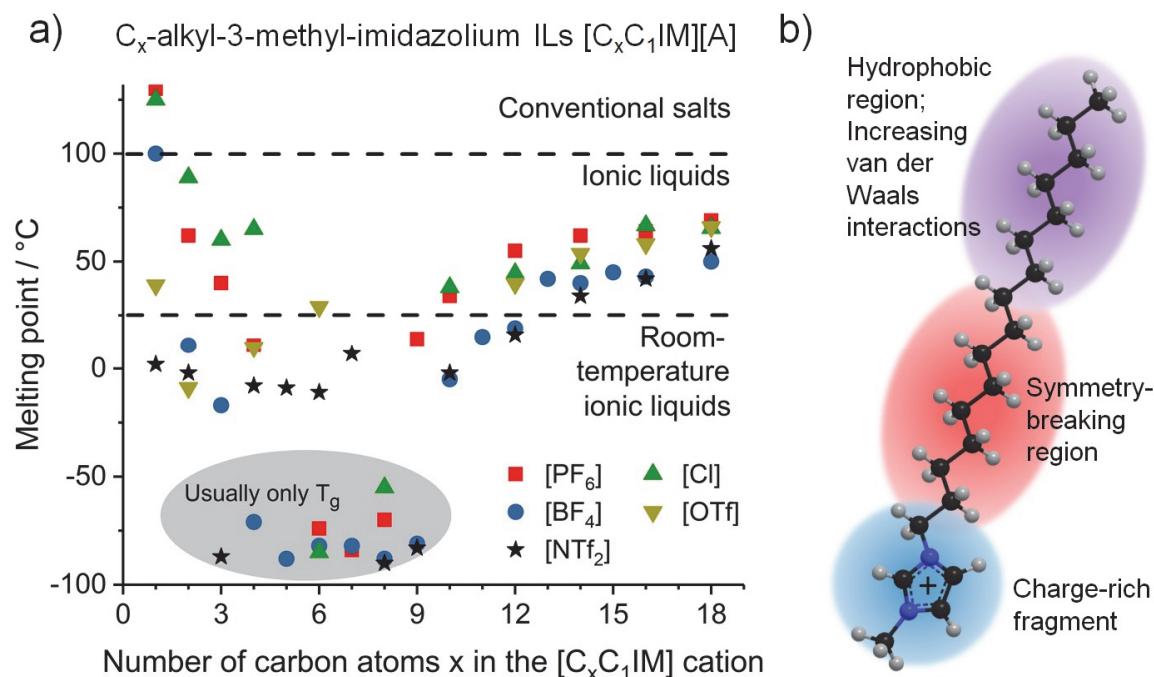 a)
Cₓ-alkyl-3-methyl-imidazolium ILs [CₓC₁IM][A]
Melting point / °C
100
50
0
-50
-100
Conventional salts
Ionic liquids
Room-
temperature
ionic liquids
Usually only T_g
[PF₆]
[BF₄]
[NTf₂]
[Cl]
[OTf]
0 3 6 9 12 15 18
Number of carbon atoms x in the [CₓC₁IM] cation
b)
Hydrophobic
region;
Increasing
van der
Waals
interactions
Symmetry-
breaking
region
+
Charge-rich
fragment